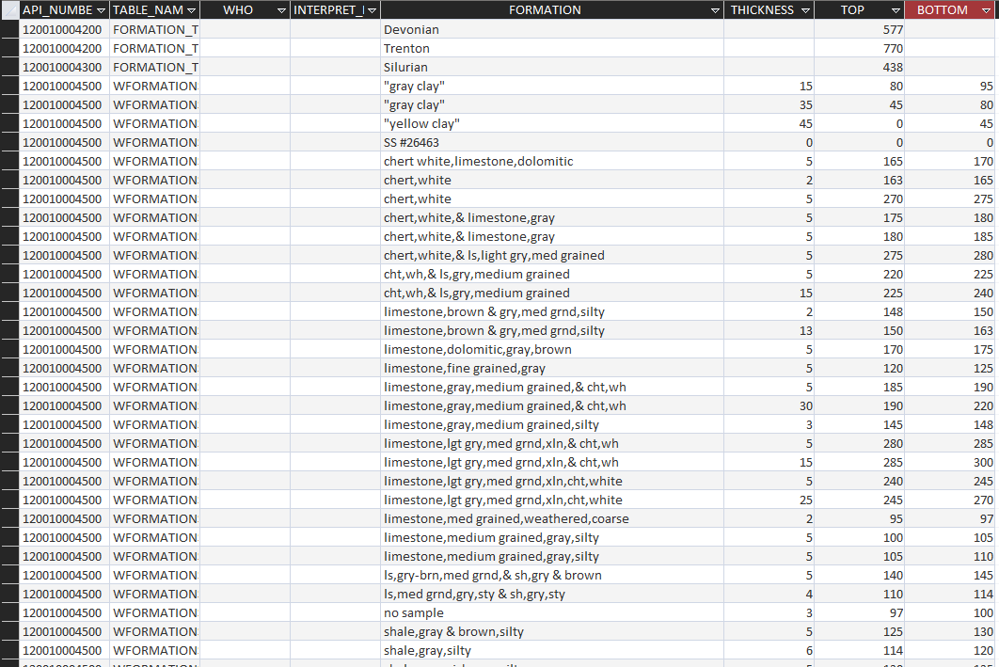 API_NUMBE TABLE_NAM WHO INTERPRET_I FORMATION THICKNESS TOP BOTTOM
120010004200 FORMATION_T Devonian 577
120010004200 FORMATION_T Trenton 770
120010004300 FORMATION_T Silurian 438
120010004500 WFORMATION "gray clay" 15 80 95
120010004500 WFORMATION "gray clay" 35 45 80
120010004500 WFORMATION "yellow clay" 45 0 45
120010004500 WFORMATION SS #26463 0 0 0
120010004500 WFORMATION chert white,limestone,dolomitic 5 165 170
120010004500 WFORMATION chert,white 2 163 165
120010004500 WFORMATION chert,white 5 270 275
120010004500 WFORMATION chert,white,& limestone,gray 5 175 180
120010004500 WFORMATION chert,white,& limestone,gray 5 180 185
120010004500 WFORMATION chert,white,& ls,light gry,med grained 5 275 280
120010004500 WFORMATION cht,wh,& ls,gry,medium grained 5 220 225
120010004500 WFORMATION cht,wh,& ls,gry,medium grained 15 225 240
120010004500 WFORMATION limestone,brown & gry,med grnd,silty 2 148 150
120010004500 WFORMATION limestone,brown & gry,med grnd,silty 13 150 163
120010004500 WFORMATION limestone,dolomitic,gray,brown 5 170 175
120010004500 WFORMATION limestone,fine grained,gray 5 120 125
120010004500 WFORMATION limestone,gray,medium grained,& cht,wh 5 185 190
120010004500 WFORMATION limestone,gray,medium grained,& cht,wh 30 190 220
120010004500 WFORMATION limestone,gray,medium grained,silty 3 145 148
120010004500 WFORMATION limestone,lgt gry,med grnd,xln,& cht,wh 5 280 285
120010004500 WFORMATION limestone,lgt gry,med grnd,xln,& cht,wh 15 285 300
120010004500 WFORMATION limestone,lgt gry,med grnd,xln,cht,white 5 240 245
120010004500 WFORMATION limestone,lgt gry,med grnd,xln,cht,white 25 245 270
120010004500 WFORMATION limestone,med grained,weathered,coarse 2 95 97
120010004500 WFORMATION limestone,medium grained,gray,silty 5 100 105
120010004500 WFORMATION limestone,medium grained,gray,silty 5 105 110
120010004500 WFORMATION ls,gry-brn,med grnd,& sh,gry & brown 5 140 145
120010004500 WFORMATION ls,med grnd,gry,sty & sh,gry,sty 4 110 114
120010004500 WFORMATION no sample 3 97 100
120010004500 WFORMATION shale,gray & brown,silty 5 125 130
120010004500 WFORMATION shale,gray,silty 6 114 120